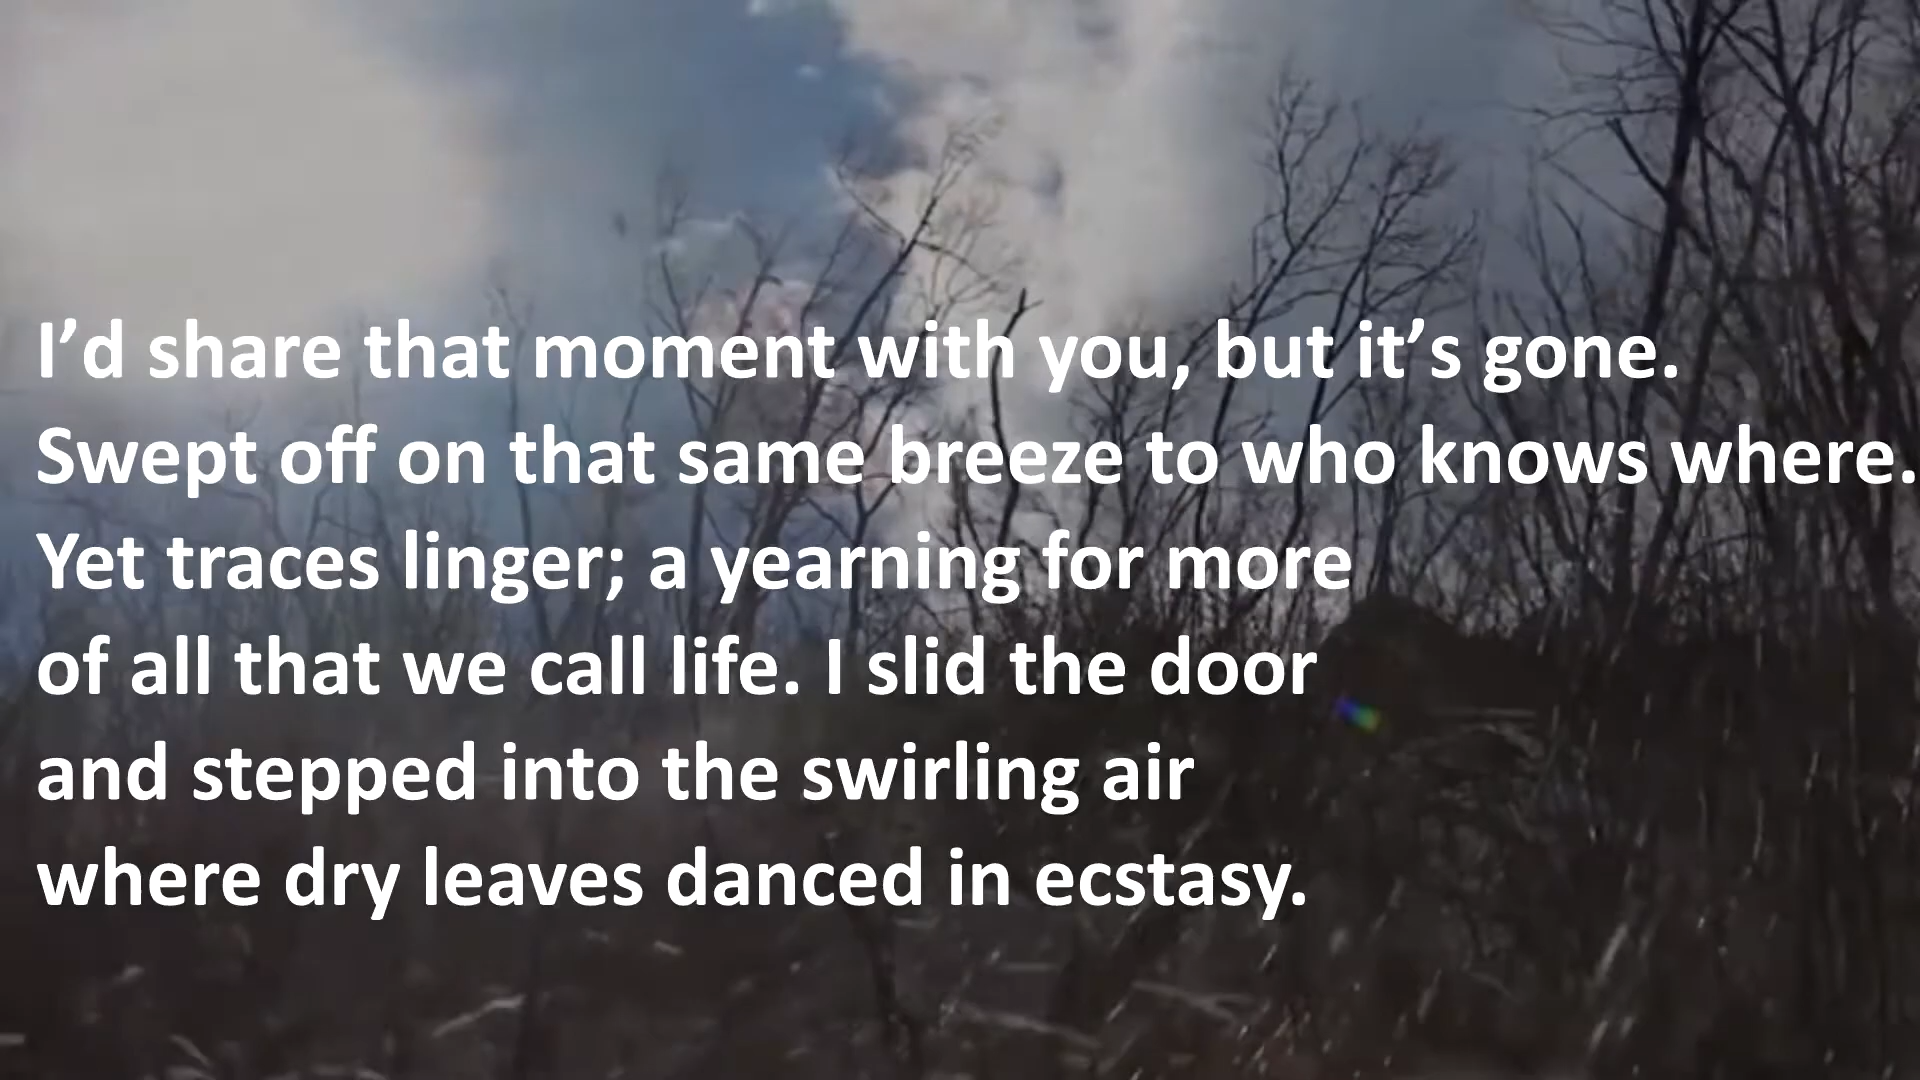 I’d share that moment with you, but it’s gone.
Swept off on that same breeze to who knows where.
Yet traces linger; a yearning for more
of all that we call life. I slid the door
and stepped into the swirling air
where dry leaves danced in ecstasy.